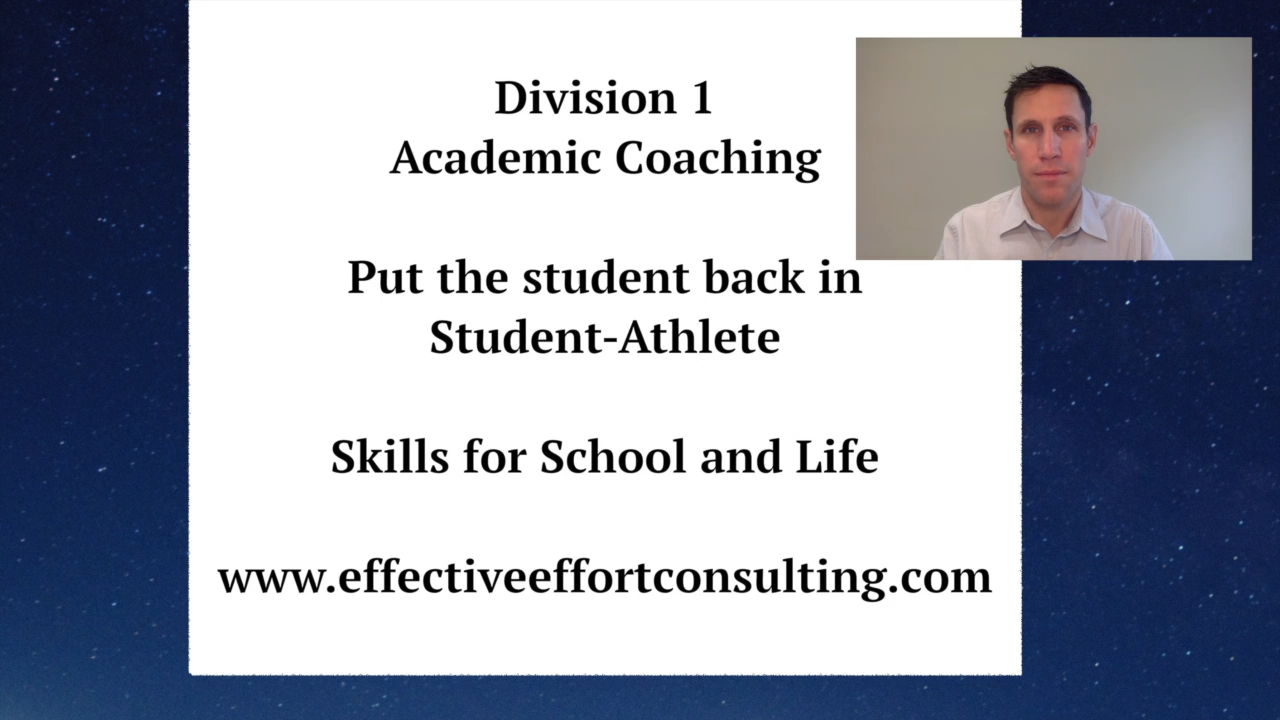 Division 1
Academic Coaching
Put the student back in
Student-Athlete
Skills for School and Life
www.effectiveeffortconsulting.com